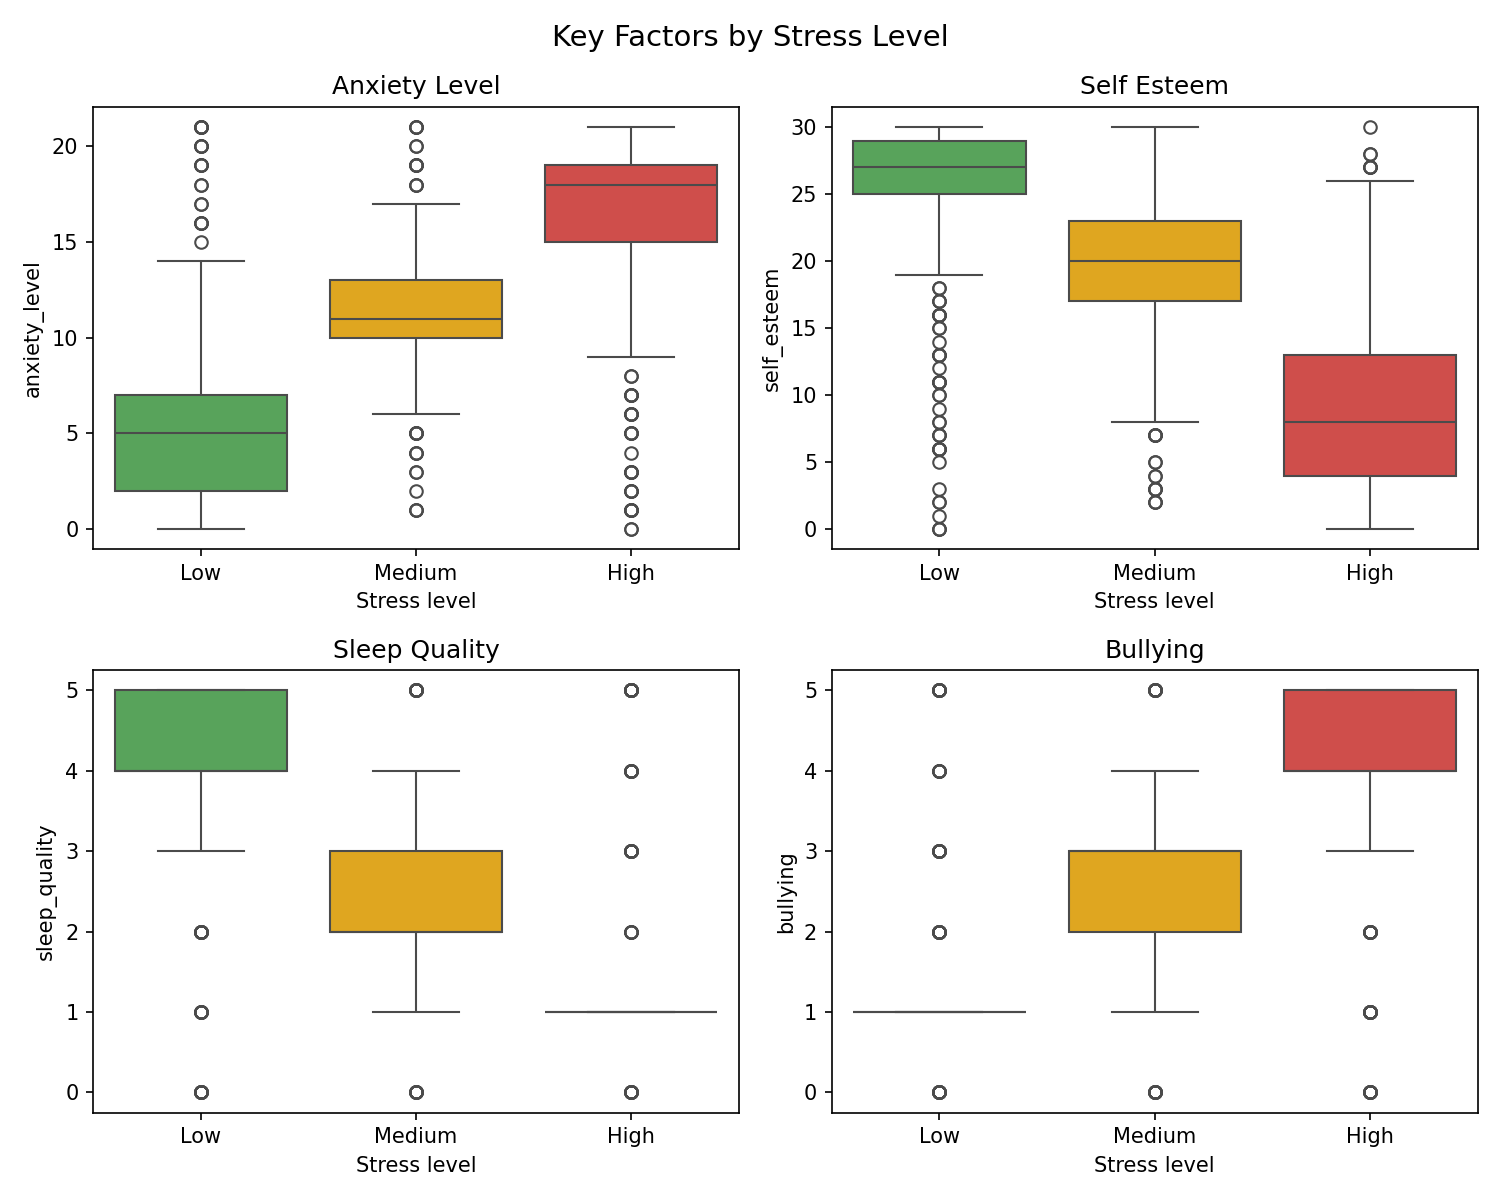 Key Factors by Stress Level
Anxiety Level
anxiety_level
20
15
10
5
0
Low Medium High
Stress level
Self Esteem
self_esteem
30
25
20
15
10
5
0
Low Medium High
Stress level
Sleep Quality
sleep_quality
5
4
3
2
1
0
Low Medium High
Stress level
Bullying
bullying
5
4
3
2
1
0
Low Medium High
Stress level